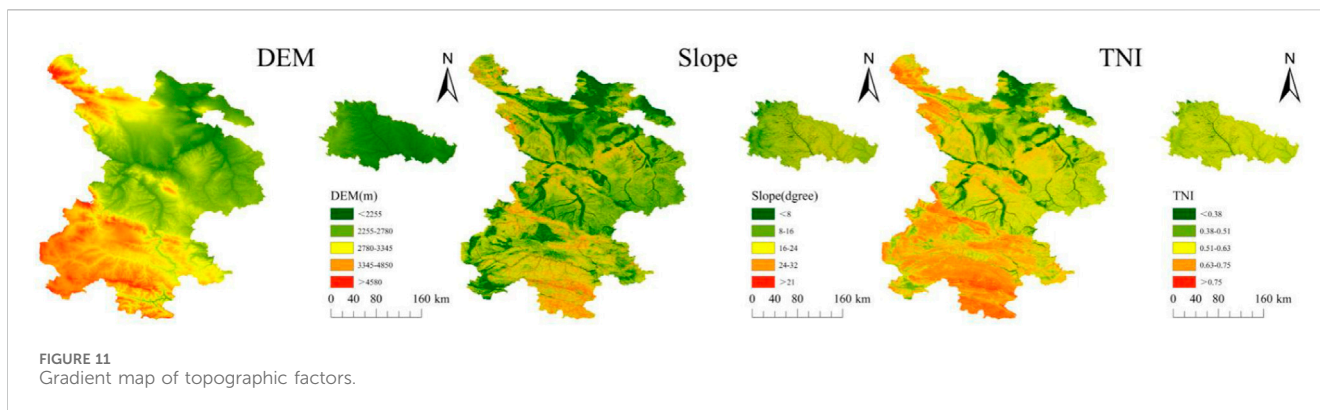 DEM
N
DEM(m)
<2255
2255-2780
2780-3345
3345-4850
>4580
0 40 80 160 km
Slope
N
Slope(dgree)
<8
8-16
16-24
24-32
>21
0 40 80 160 km
TNI
N
TNI
<0.38
0.38-0.51
0.51-0.63
0.63-0.75
>0.75
0 40 80 160 km
FIGURE 11
Gradient map of topographic factors.